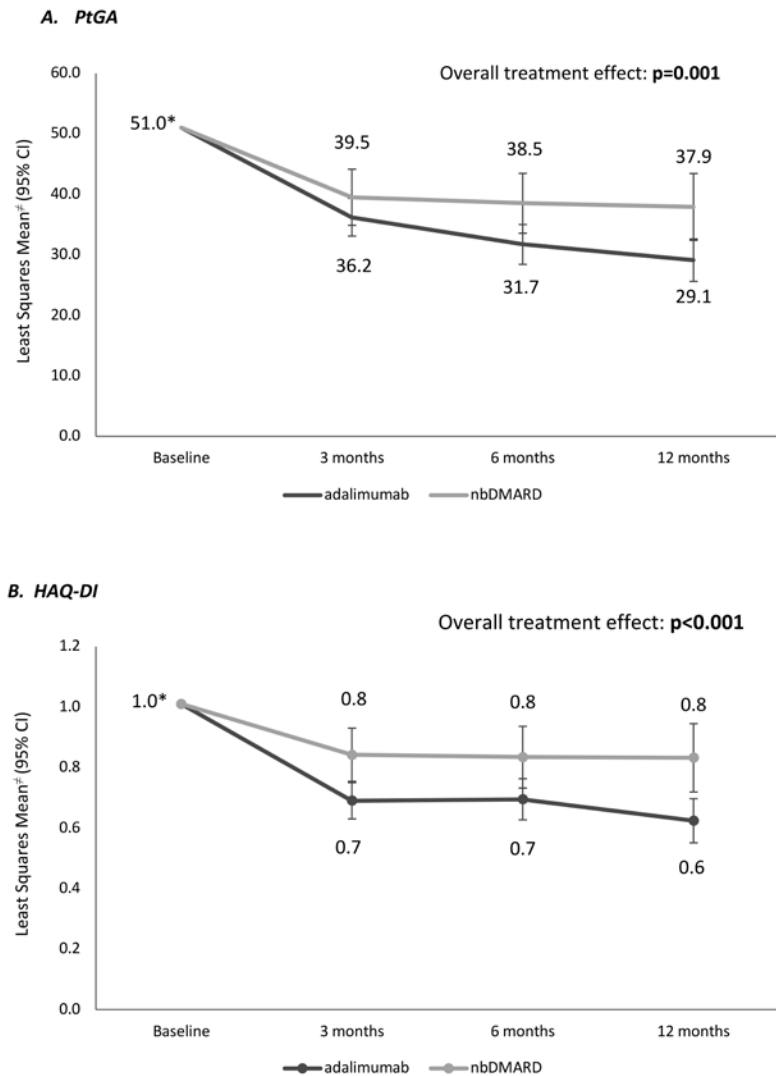 A. PtGA
Overall treatment effect: p=0.001
Least Squares Mean≠ (95% CI)
60.0
50.0
40.0
30.0
20.0
10.0
0.0
51.0*
39.5
38.5
37.9
36.2
31.7
29.1
Baseline
3 months
6 months
12 months
adalimumab
nbDMARD
B. HAQ-DI
Overall treatment effect: p<0.001
Least Squares Mean≠ (95% CI)
1.2
1.0
0.8
0.6
0.4
0.2
0.0
1.0*
0.8
0.8
0.8
0.7
0.7
0.6
Baseline
3 months
6 months
12 months
adalimumab
nbDMARD